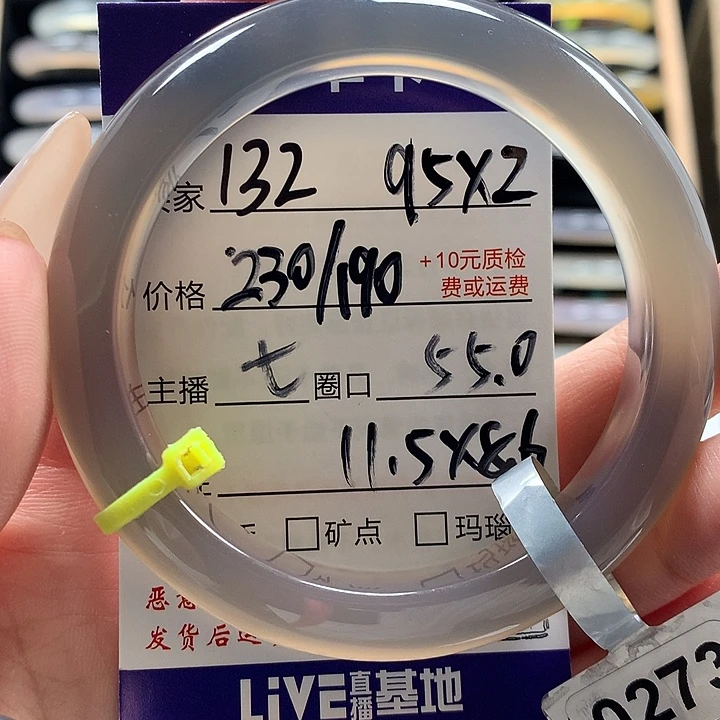 家 132 95X2
价格 230/190 +10元质检
费或运费
主播 七 圈口 55.0
11.5X8.4
矿点 玛瑙
发货后
LiVE直播基地
0273